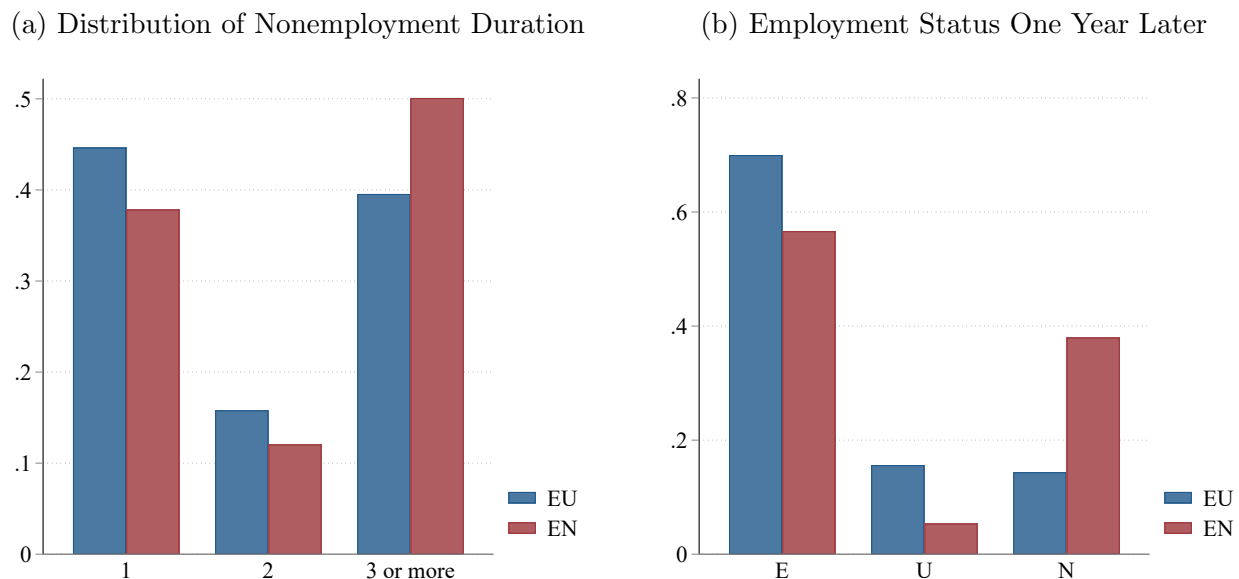 (a) Distribution of Nonemployment Duration
.5
.4
.3
.2
.1
0
1 2 3 or more
EU
EN
(b) Employment Status One Year Later
.8
.6
.4
.2
0
E U N
EU
EN